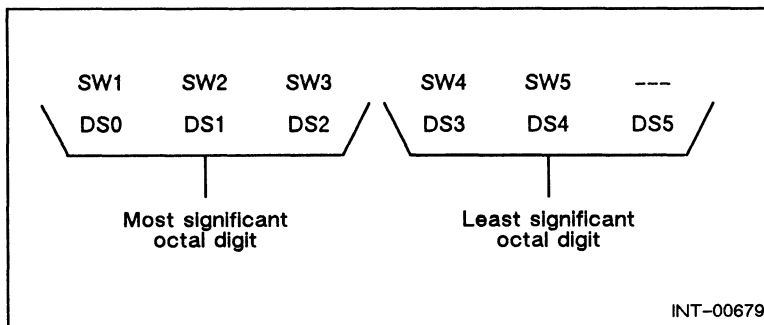 SW1 SW2 SW3 SW4 SW5 ---
DS0 DS1 DS2 DS3 DS4 DS5
Most significant octal digit
Least significant octal digit
INT-00679